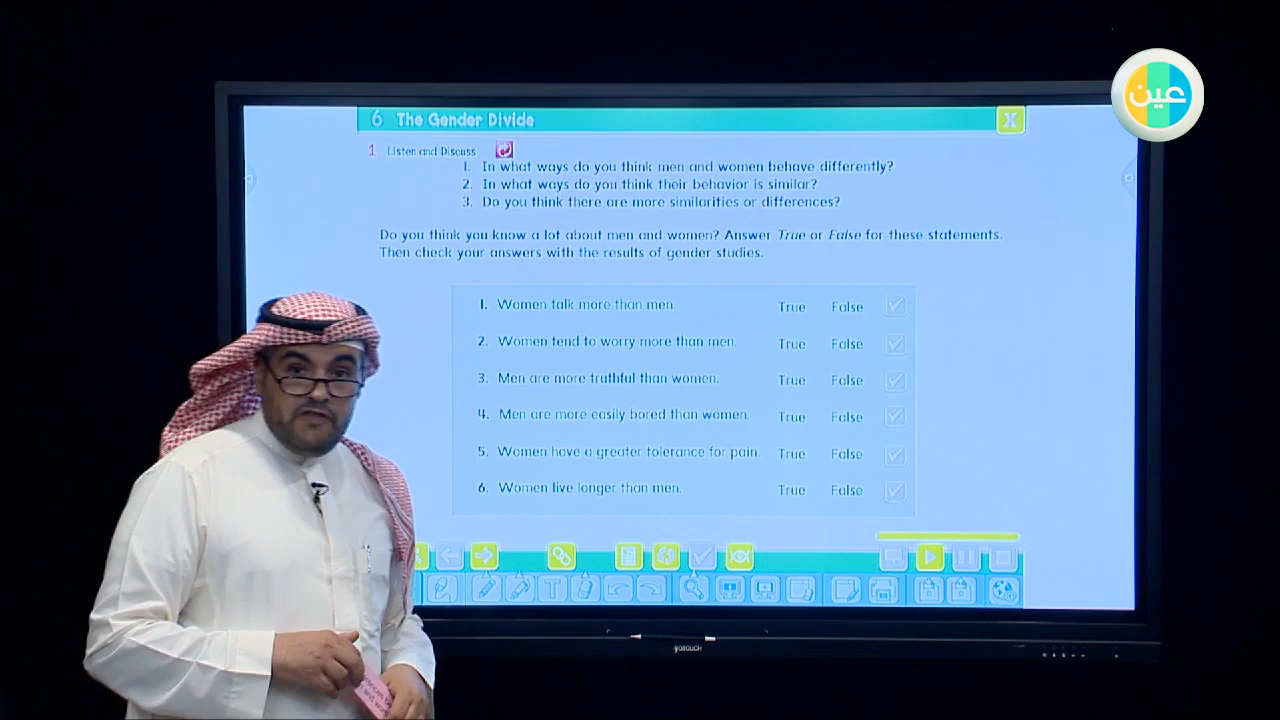 عين
6 The Gender Divide
X
1 Listen and Discuss
1. In what ways do you think men and women behave differently?
2. In what ways do you think their behavior is similar?
3. Do you think there are more similarities or differences?
Do you think you know a lot about men and women? Answer True or False for these statements.
Then check your answers with the results of gender studies.
1. Women talk more than men. True False
2. Women tend to worry more than men. True False
3. Men are more truthful than women. True False
4. Men are more easily bored than women. True False
5. Women have a greater tolerance for pain. True False
6. Women live longer than men. True False
T